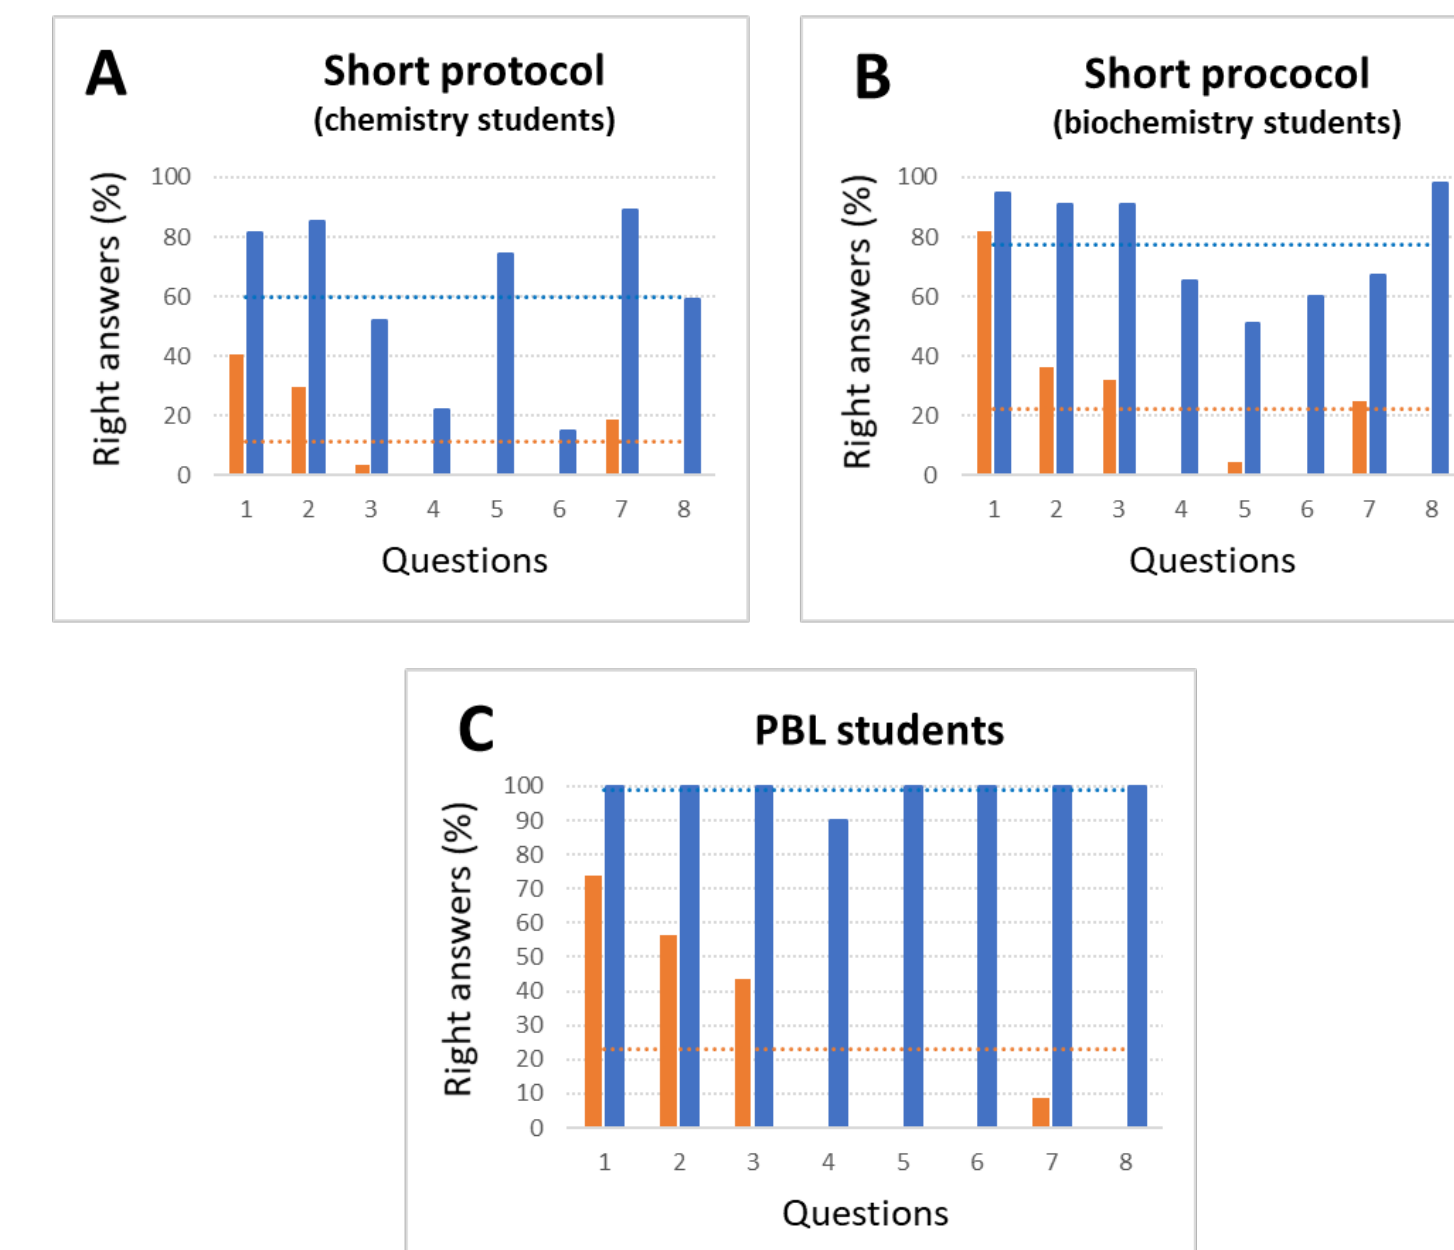 A
Short protocol
(chemistry students)
Right answers (%)
100
80
60
40
20
0
1 2 3 4 5 6 7 8
Questions
B
Short prococol
(biochemistry students)
Right answers (%)
100
80
60
40
20
0
1 2 3 4 5 6 7 8
Questions
C
PBL students
Right answers (%)
100
90
80
70
60
50
40
30
20
10
0
1 2 3 4 5 6 7 8
Questions